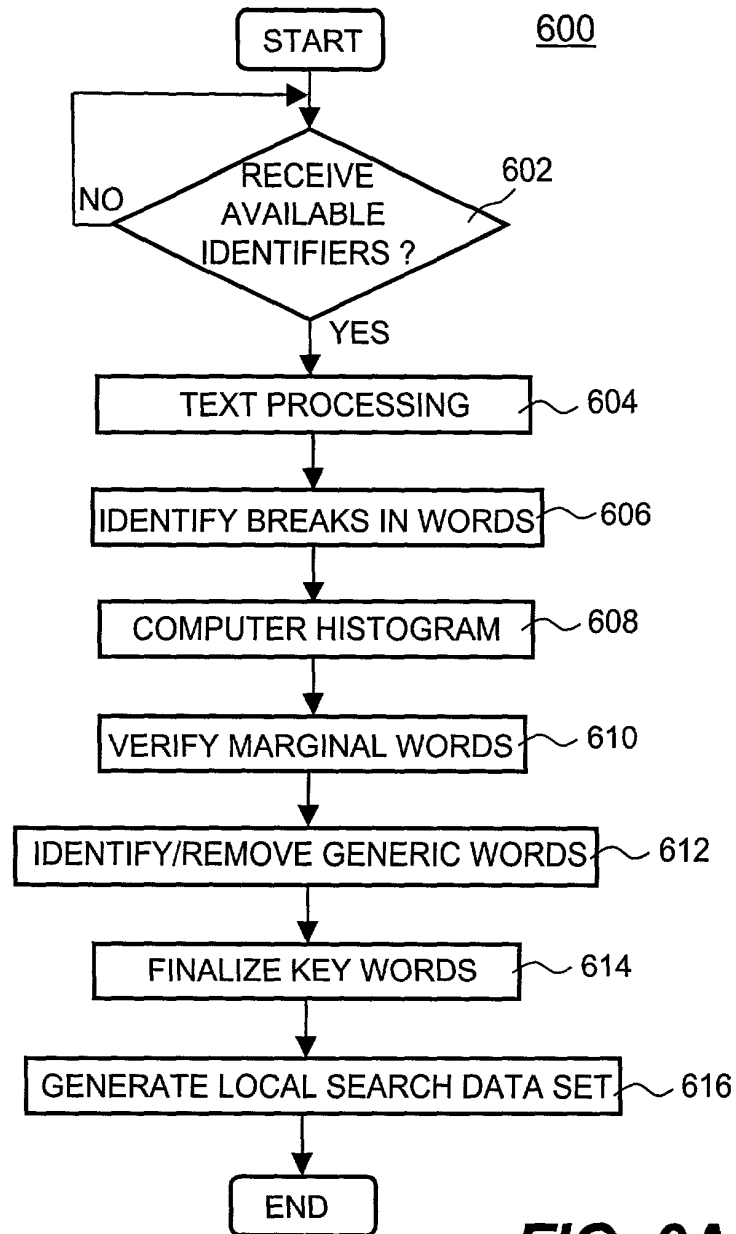 START
600
RECEIVE
AVAILABLE
IDENTIFIERS ?
602
NO
YES
TEXT PROCESSING
604
IDENTIFY BREAKS IN WORDS
606
COMPUTER HISTOGRAM
608
VERIFY MARGINAL WORDS
610
IDENTIFY/REMOVE GENERIC WORDS
612
FINALIZE KEY WORDS
614
GENERATE LOCAL SEARCH DATA SET
616
END